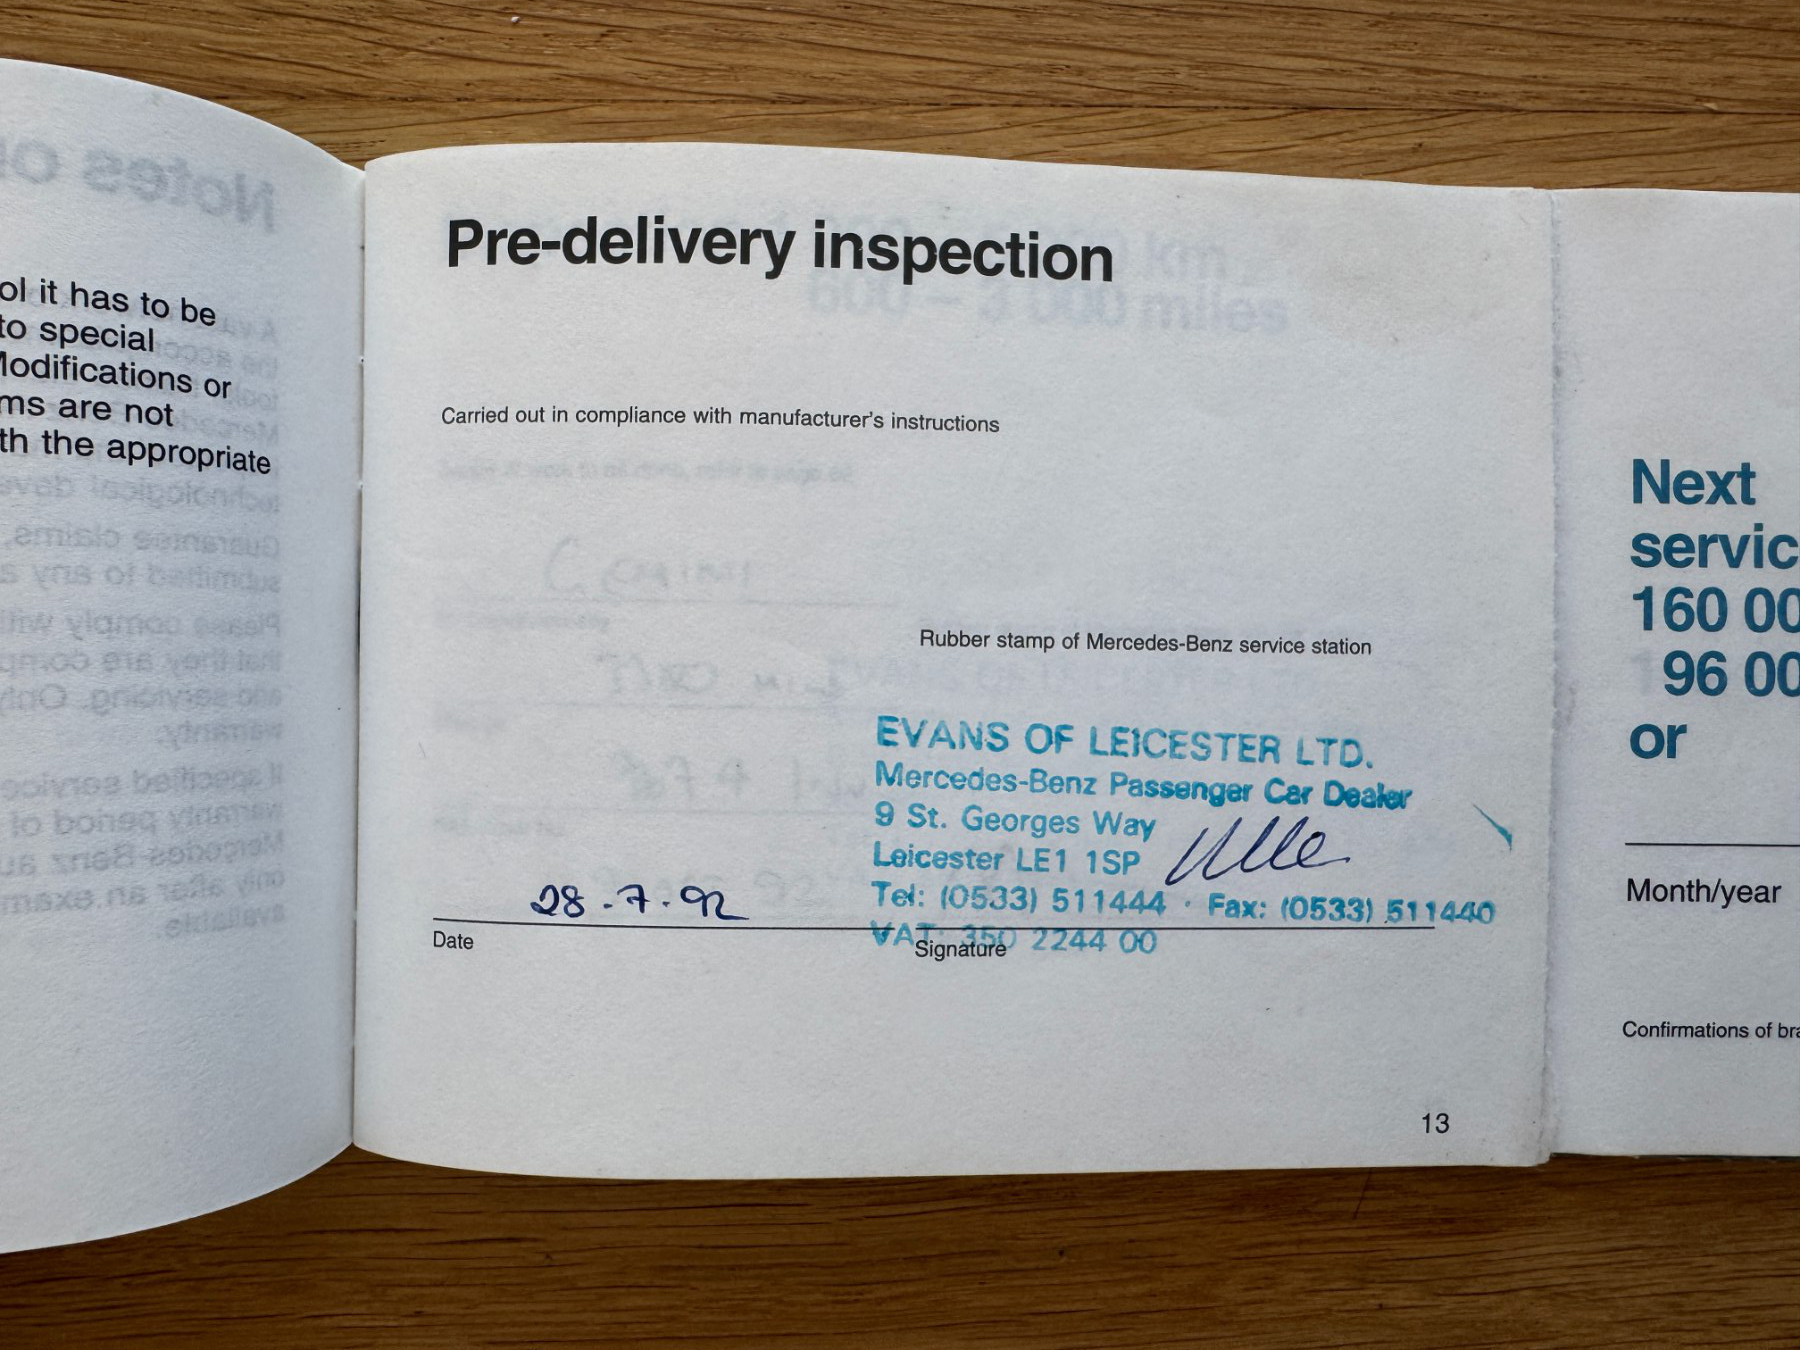 ol it has to be
to special
Modifications or
ms are not
th the appropriate
Pre-delivery inspection
Carried out in compliance with manufacturer's instructions
Rubber stamp of Mercedes-Benz service station
EVANS OF LEICESTER LTD.
Mercedes-Benz Passenger Car Dealer
9 St. Georges Way
Leicester LE1 1SP
Tel: (0533) 511444 · Fax: (0533) 511440
VAT: 350 2244 00
28.7.92
Date
Signature
13
Next
servic
160 00
96 00
or
Month/year
Confirmations of bra